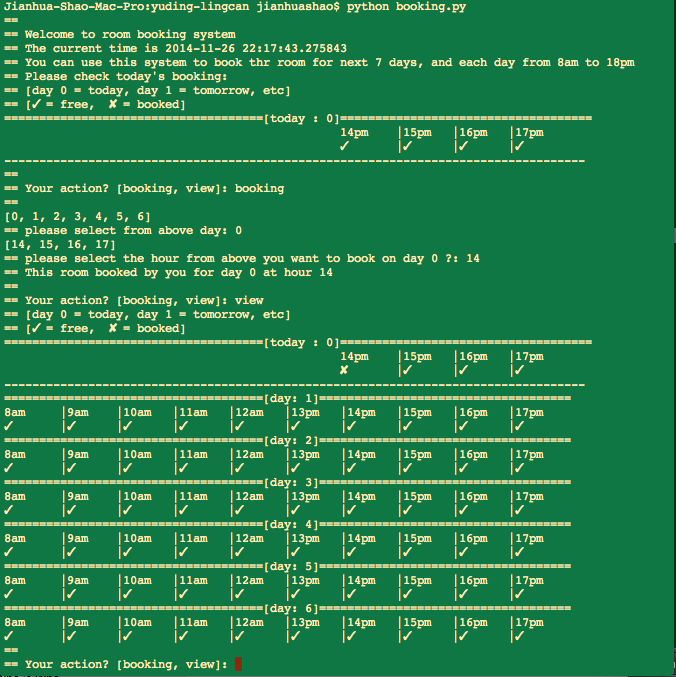 Jianhua-Shao-Mac-Pro:yuding-lingcan jianhuashao$ python booking.py
==
== Welcome to room booking system
== The current time is 2014-11-26 22:17:43.275843
== You can use this system to book thr room for next 7 days, and each day from 8am to 18pm
== Please check today's booking:
== [day 0 = today, day 1 = tomorrow, etc]
== [✓ = free,  ✘ = booked]
=====================================[today : 0]====================================
14pm    |15pm   |16pm   |17pm
✓       |✓      |✓      |✓
-----------------------------------------------------------------------------------
==
== Your action? [booking, view]: booking
==
[0, 1, 2, 3, 4, 5, 6]
== please select from above day: 0
[14, 15, 16, 17]
== please select the hour from above you want to book on day 0 ?: 14
== This room booked by you for day 0 at hour 14
==
== Your action? [booking, view]: view
== [day 0 = today, day 1 = tomorrow, etc]
== [✓ = free,  ✘ = booked]
=====================================[today : 0]====================================
14pm    |15pm   |16pm   |17pm
✘       |✓      |✓      |✓
-----------------------------------------------------------------------------------
=====================================[day: 1]====================================
8am     |9am    |10am   |11am   |12am   |13pm   |14pm   |15pm   |16pm   |17pm
✓       |✓      |✓      |✓      |✓      |✓      |✓      |✓      |✓      |✓
=====================================[day: 2]====================================
8am     |9am    |10am   |11am   |12am   |13pm   |14pm   |15pm   |16pm   |17pm
✓       |✓      |✓      |✓      |✓      |✓      |✓      |✓      |✓      |✓
=====================================[day: 3]====================================
8am     |9am    |10am   |11am   |12am   |13pm   |14pm   |15pm   |16pm   |17pm
✓       |✓      |✓      |✓      |✓      |✓      |✓      |✓      |✓      |✓
=====================================[day: 4]====================================
8am     |9am    |10am   |11am   |12am   |13pm   |14pm   |15pm   |16pm   |17pm
✓       |✓      |✓      |✓      |✓      |✓      |✓      |✓      |✓      |✓
=====================================[day: 5]====================================
8am     |9am    |10am   |11am   |12am   |13pm   |14pm   |15pm   |16pm   |17pm
✓       |✓      |✓      |✓      |✓      |✓      |✓      |✓      |✓      |✓
=====================================[day: 6]====================================
8am     |9am    |10am   |11am   |12am   |13pm   |14pm   |15pm   |16pm   |17pm
✓       |✓      |✓      |✓      |✓      |✓      |✓      |✓      |✓      |✓
==
== Your action? [booking, view]: